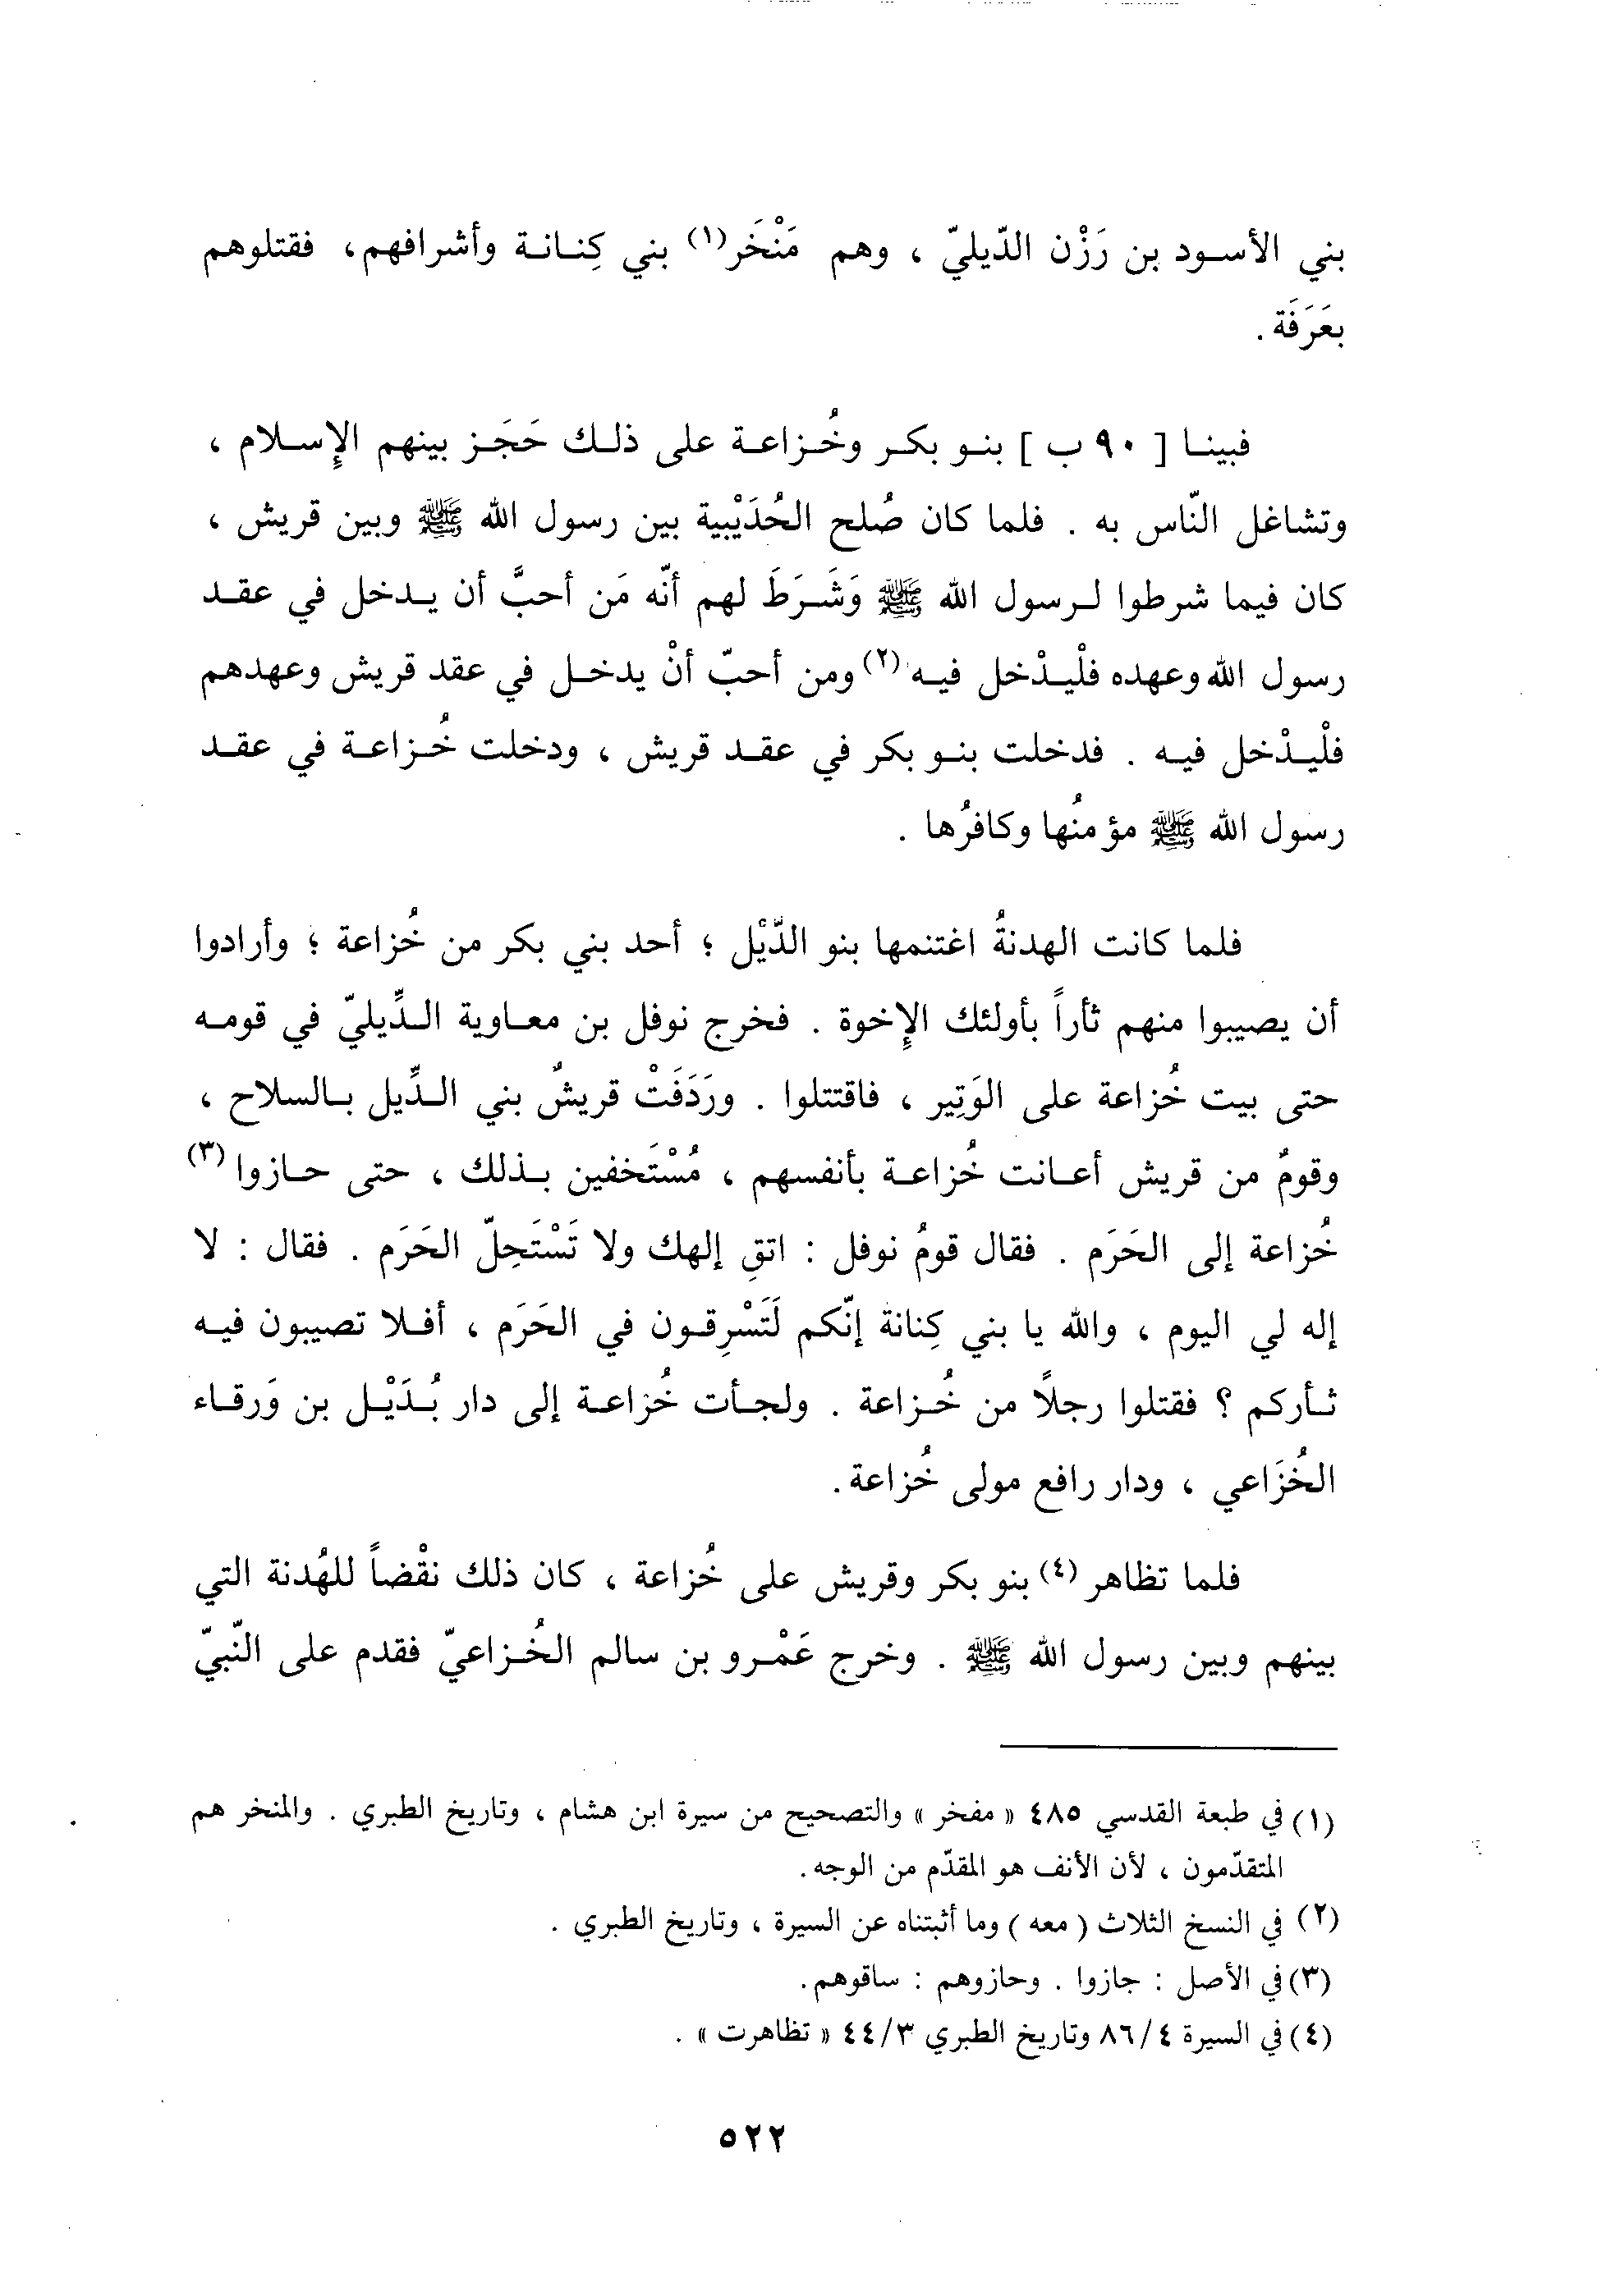 بني الأسود بن رَزْن الدّيليّ ، وهم مَنْخَر(١) بني كِنانة وأشرافهم، فقتلوهم
بعَرَفَة .
فبينا [ ٩٠ ب ] بنو بكر وخُزاعة على ذلك حَجَز بينهم الإِسلام ،
وتشاغل النّاس به . فلما كان صُلح الحُدَيْبية بين رسول الله ﷺ وبين قريش ،
كان فيما شرطوا لرسول الله ﷺ وَشَرَطَ لهم أنّه مَن أحبَّ أن يدخل في عقد
رسول الله وعهده فلْيدْخل فيه(٢) ومن أحبّ أنْ يدخل في عقد قريش وعهدهم
فلْيدْخل فيه . فدخلت بنو بكر في عقد قريش ، ودخلت خُزاعة في عقد
رسول الله ﷺ مؤمنُها وكافرُها .
فلما كانت الهدنةُ اغتنمها بنو الدّيْل ؛ أحد بني بكر من خُزاعة ؛ وأرادوا
أن يصيبوا منهم ثأراً بأولئك الإِخوة . فخرج نوفل بن معاوية الدِّيليّ في قومه
حتى بيت خُزاعة على الوَتِير ، فاقتتلوا . ورَدَفَتْ قريشٌ بني الدِّيل بالسلاح ،
وقومٌ من قريش أعانت خُزاعة بأنفسهم ، مُسْتَخفين بذلك ، حتى حازوا(٣)
خُزاعة إلى الحَرَم . فقال قومُ نوفل : اتقِ إلهك ولا تَسْتَحِلّ الحَرَم . فقال : لا
إله لي اليوم ، والله يا بني كِنانة إنّكم لَتَسْرِقون في الحَرَم ، أفلا تصيبون فيه
ثأركم ؟ فقتلوا رجلاً من خُزاعة . ولجأت خُزاعة إلى دار بُدَيْل بن وَرقاء
الخُزَاعي ، ودار رافع مولى خُزاعة.
فلما تظاهر(٤) بنو بكر وقريش على خُزاعة ، كان ذلك نقْضاً للهُدنة التي
بينهم وبين رسول الله ﷺ . وخرج عَمْرو بن سالم الخُزاعيّ فقدم على النّبيّ
(١) في طبعة القدسي ٤٨٥ « مفخر » والتصحيح من سيرة ابن هشام ، وتاريخ الطبري . والمنخر هم
المتقدّمون ، لأن الأنف هو المقدّم من الوجه.
(٢) في النسخ الثلاث ( معه ) وما أثبتناه عن السيرة ، وتاريخ الطبري .
(٣) في الأصل : جازوا . وحازوهم : ساقوهم.
(٤) في السيرة ٤/ ٨٦ وتاريخ الطبري ٣/ ٤٤ « تظاهرت » .
٥٢٢